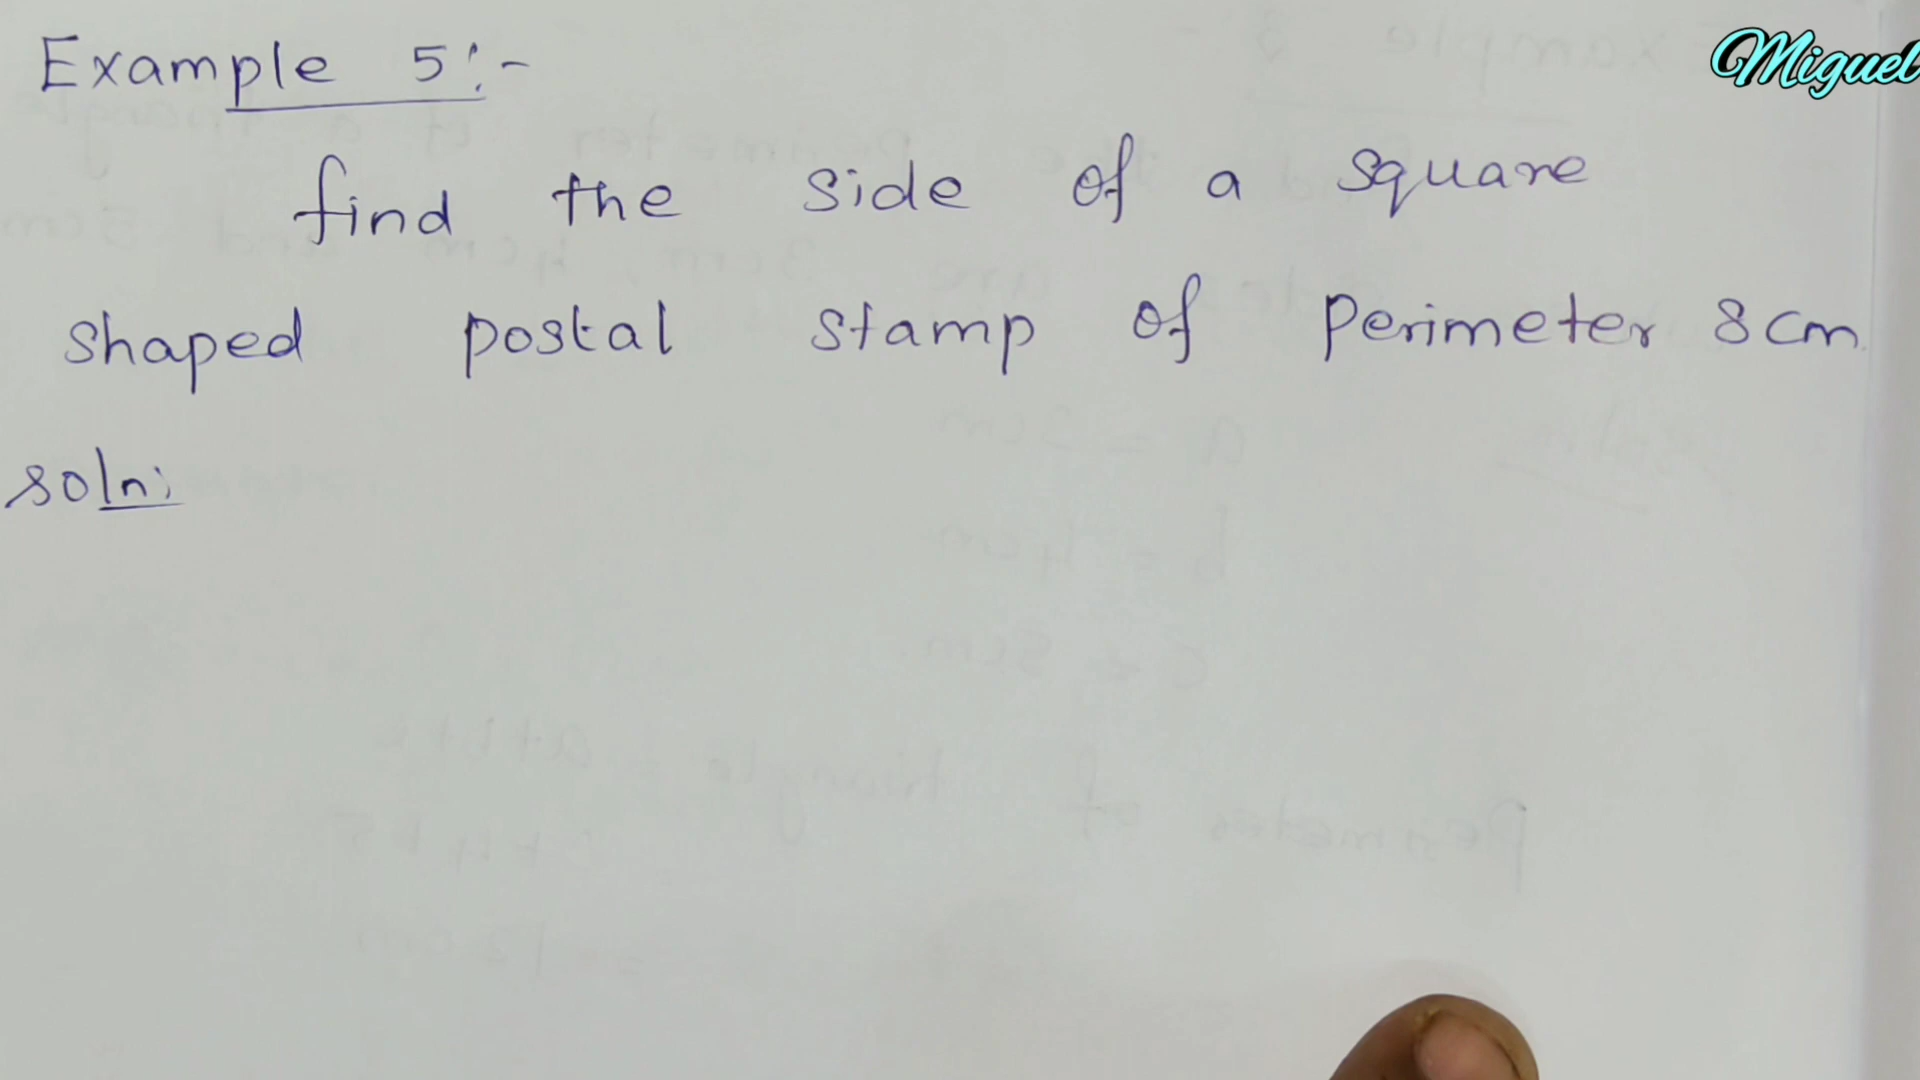 Example 5:-
Miguel
find the side of a square
shaped postal stamp of Perimeter 8cm
soln: